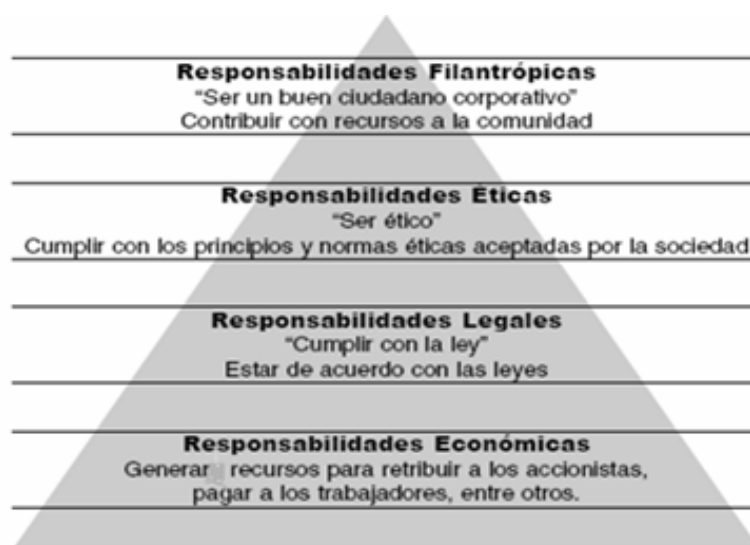 Responsabilidades Filantrópicas
“Ser un buen ciudadano corporativo”
Contribuir con recursos a la comunidad
Responsabilidades Éticas
“Ser ético”
Cumplir con los principios y normas éticas aceptadas por la sociedad
Responsabilidades Legales
“Cumplir con la ley”
Estar de acuerdo con las leyes
Responsabilidades Económicas
Generar recursos para retribuir a los accionistas,
pagar a los trabajadores, entre otros.